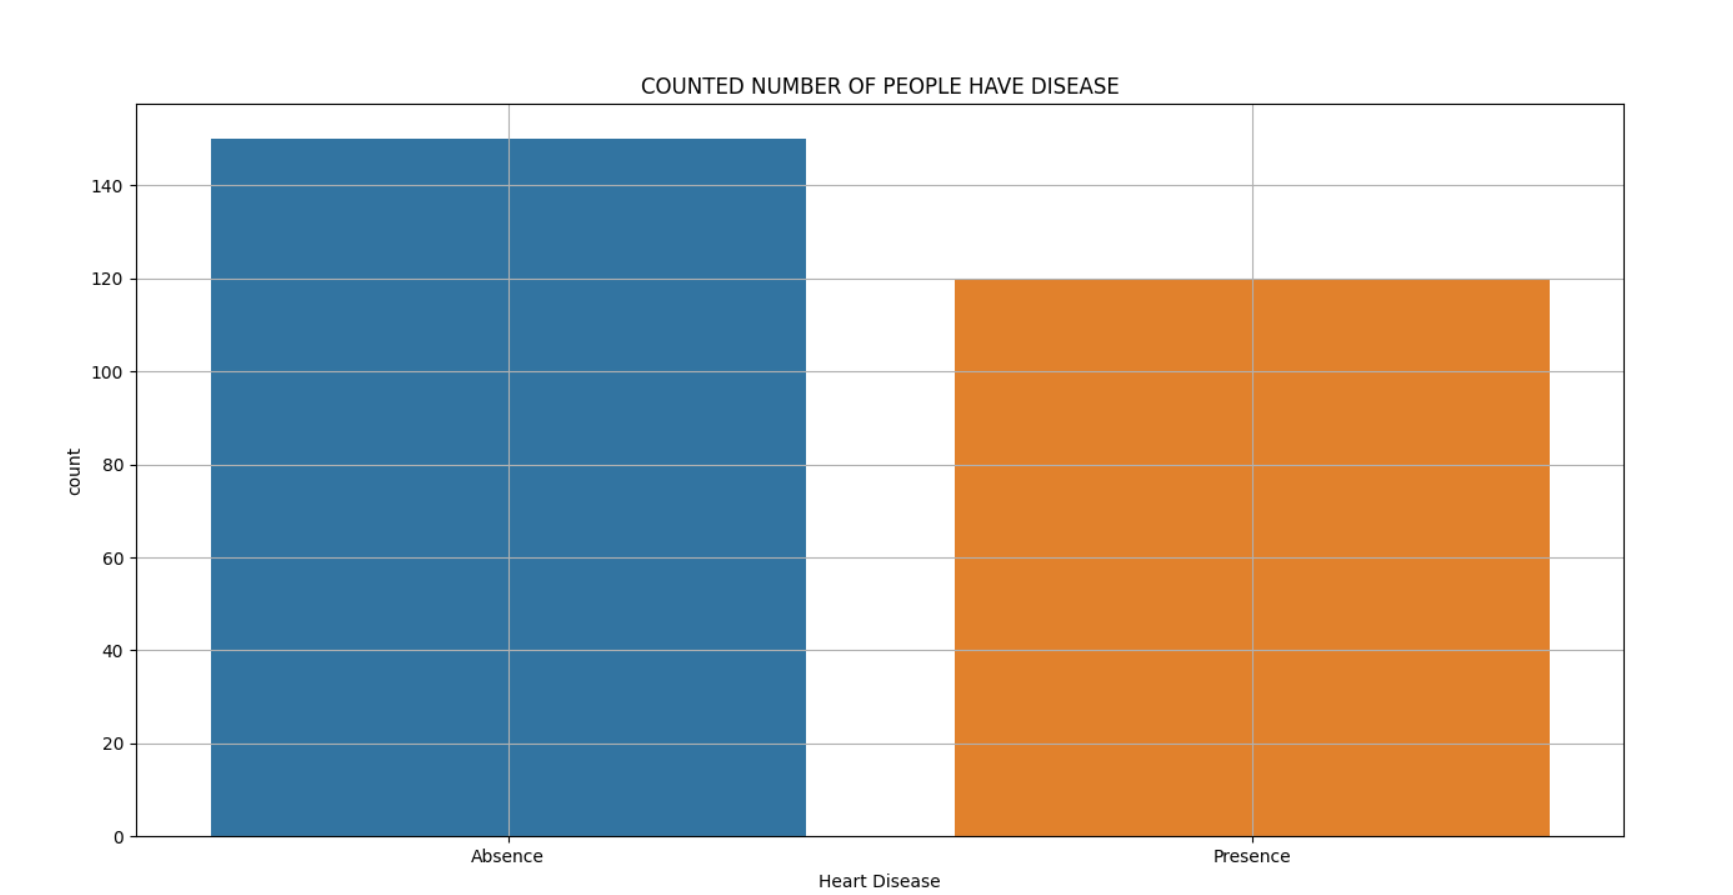 COUNTED NUMBER OF PEOPLE HAVE DISEASE
count
140
120
100
80
60
40
20
0
Absence
Presence
Heart Disease